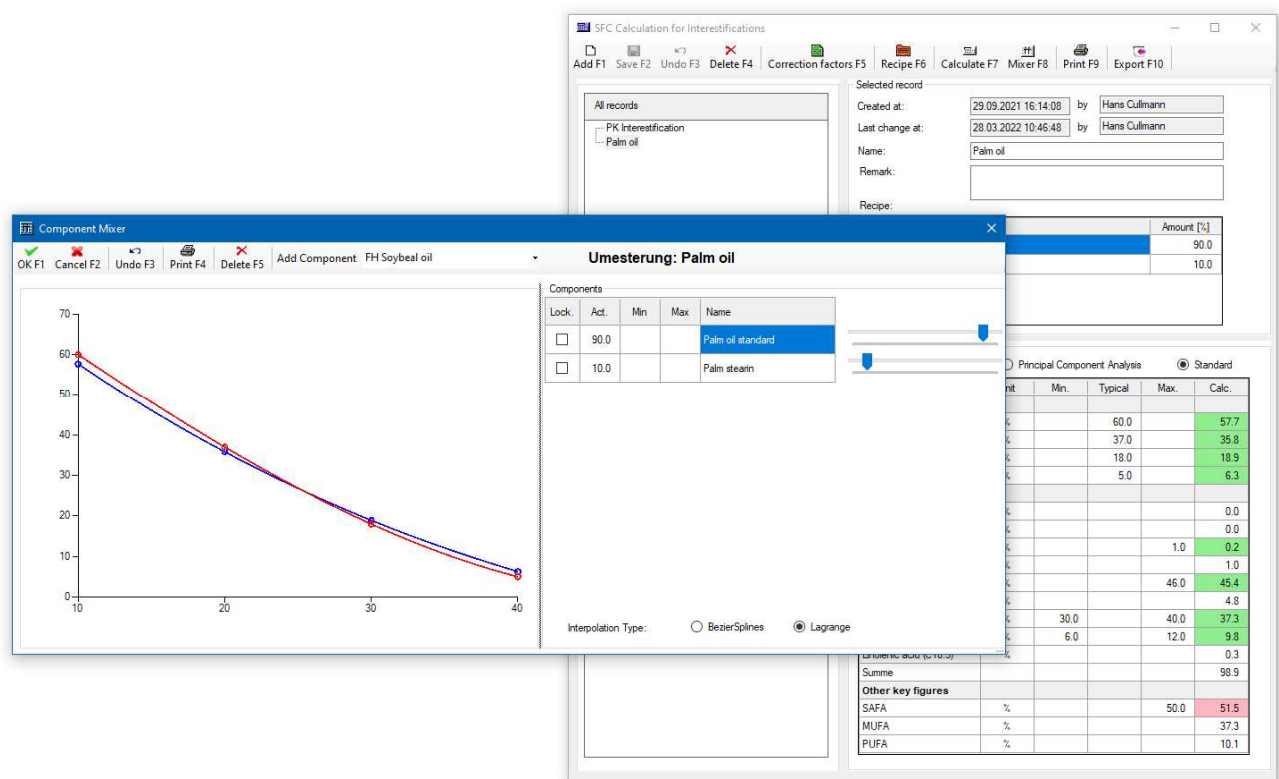 SFC Calculation for Interestifications
Add F1 Save F2 Undo F3 Delete F4 Correction factors F5 Recipe F6 Calculate F7 Mixer F8 Print F9 Export F10
All records
PK Interestification
Palm oil
Selected record
Created at: 29.09.2021 16:14:08 by Hans Cullmann
Last change at: 28.03.2022 10:46:48 by Hans Cullmann
Name: Palm oil
Remark:
Recipe:
Amount [%]
90.0
10.0
Component Mixer
OK F1 Cancel F2 Undo F3 Print F4 Delete F5 Add Component FH Soybeal oil
Umesterung: Palm oil
70
60
50
40
30
20
10
0
10 20 30 40
Components
Lock. Act. Min Max Name
90.0 Palm oil standard
10.0 Palm stearin
Interpolation Type: BezierSplines Lagrange
Principal Component Analysis Standard
nit Min. Typical Max. Calc.
% 60.0 57.7
% 37.0 35.8
% 18.0 18.9
% 5.0 6.3
% 0.0
% 0.0
% 1.0 0.2
% 1.0
% 46.0 45.4
% 4.8
% 30.0 40.0 37.3
% 6.0 12.0 9.8
Linolenic acid (C18:3) % 0.3
Summe 98.9
Other key figures
SAFA % 50.0 51.5
MUFA % 37.3
PUFA % 10.1